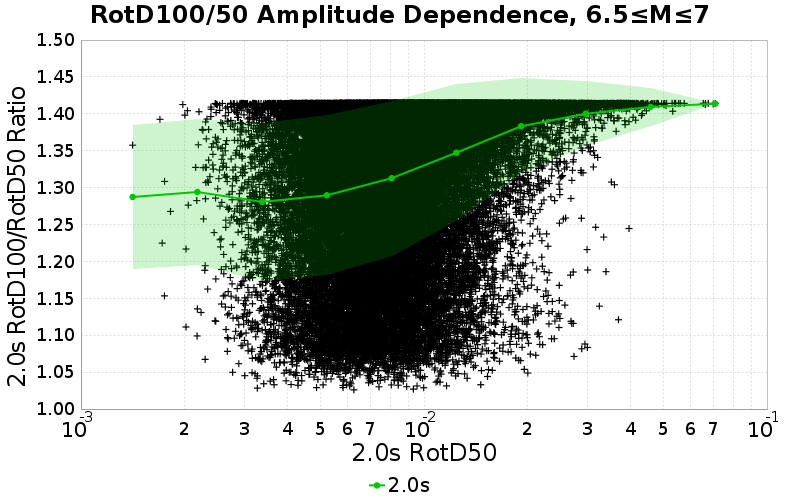 RotD100/50 Amplitude Dependence, 6.5≤M≤7
2.0s RotD100/RotD50 Ratio
1.50
1.45
1.40
1.35
1.30
1.25
1.20
1.15
1.10
1.05
1.00
10-3 2 3 4 5 6 7 10-2 2 3 4 5 6 7 10-1
2.0s RotD50
2.0s